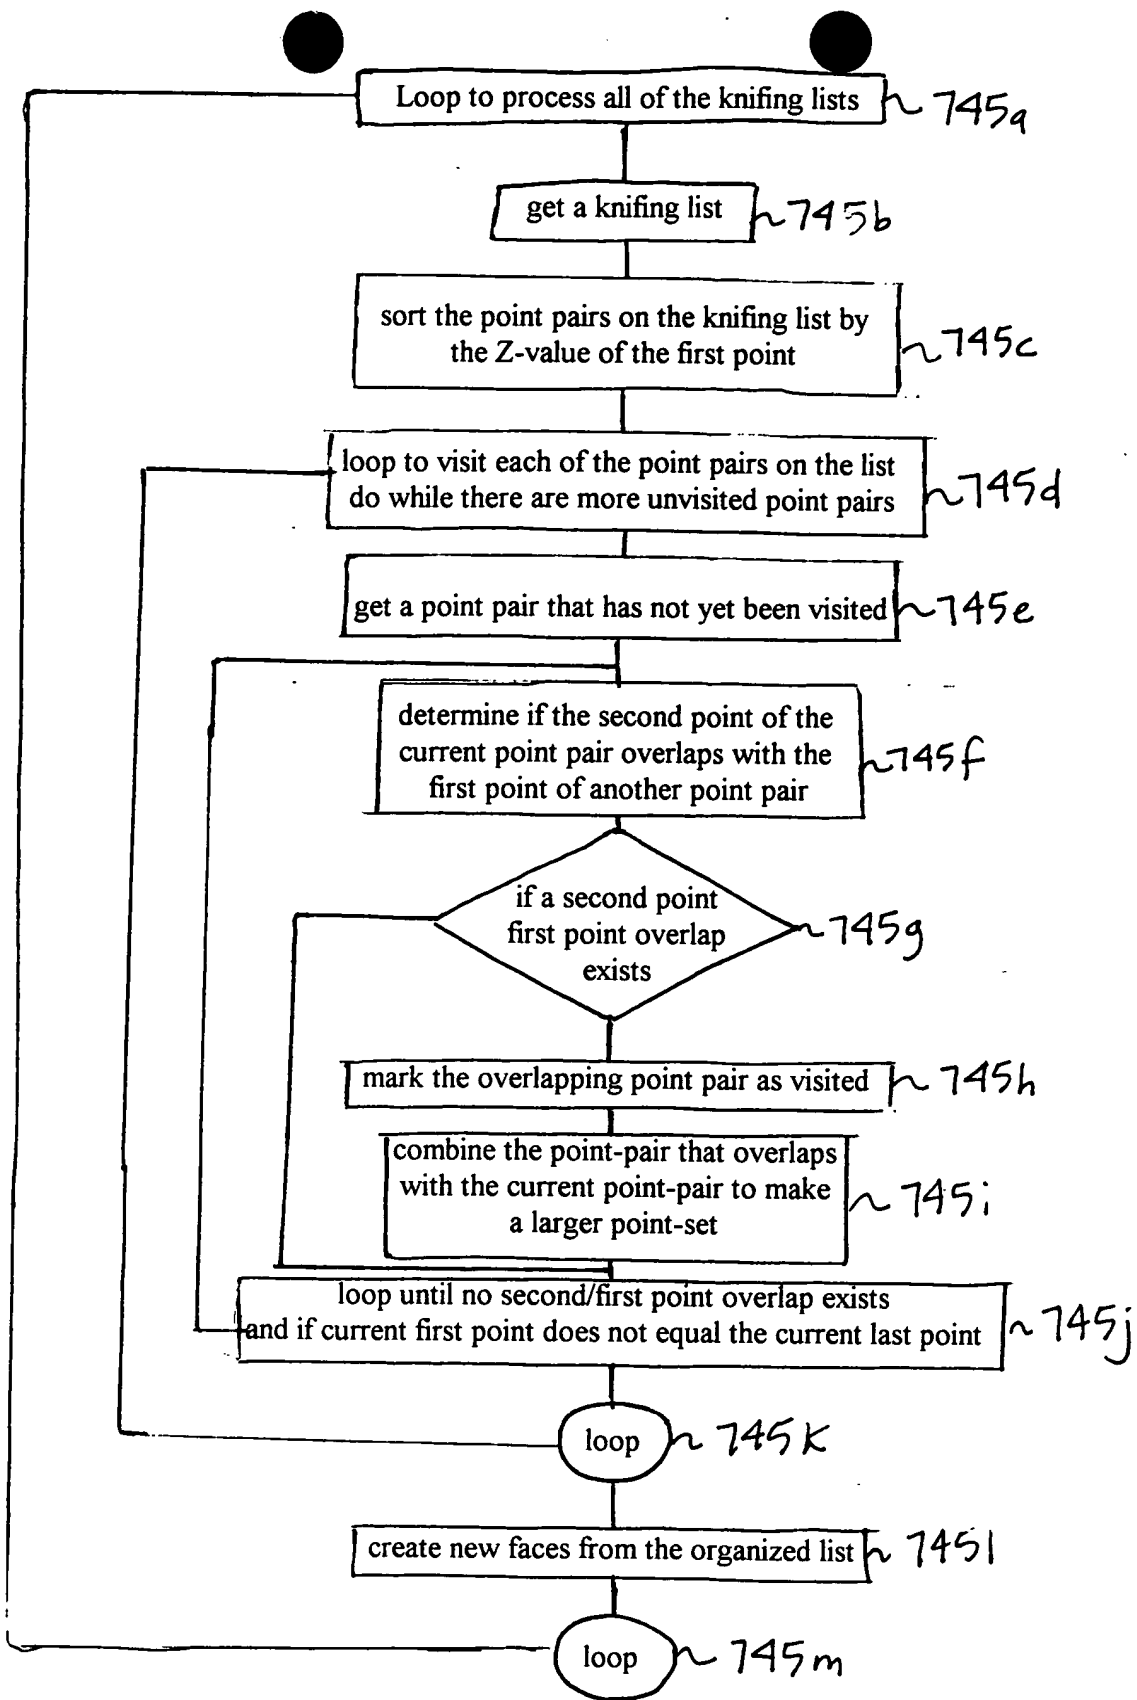 Loop to process all of the knifing lists 745a
get a knifing list 745b
sort the point pairs on the knifing list by
the Z-value of the first point
745c
loop to visit each of the point pairs on the list
do while there are more unvisited point pairs
745d
get a point pair that has not yet been visited 745e
determine if the second point of the
current point pair overlaps with the
first point of another point pair
745f
if a second point
first point overlap
exists
745g
mark the overlapping point pair as visited 745h
combine the point-pair that overlaps
with the current point-pair to make
a larger point-set
745i
loop until no second/first point overlap exists
and if current first point does not equal the current last point
745j
loop 745k
create new faces from the organized list 745l
loop 745m